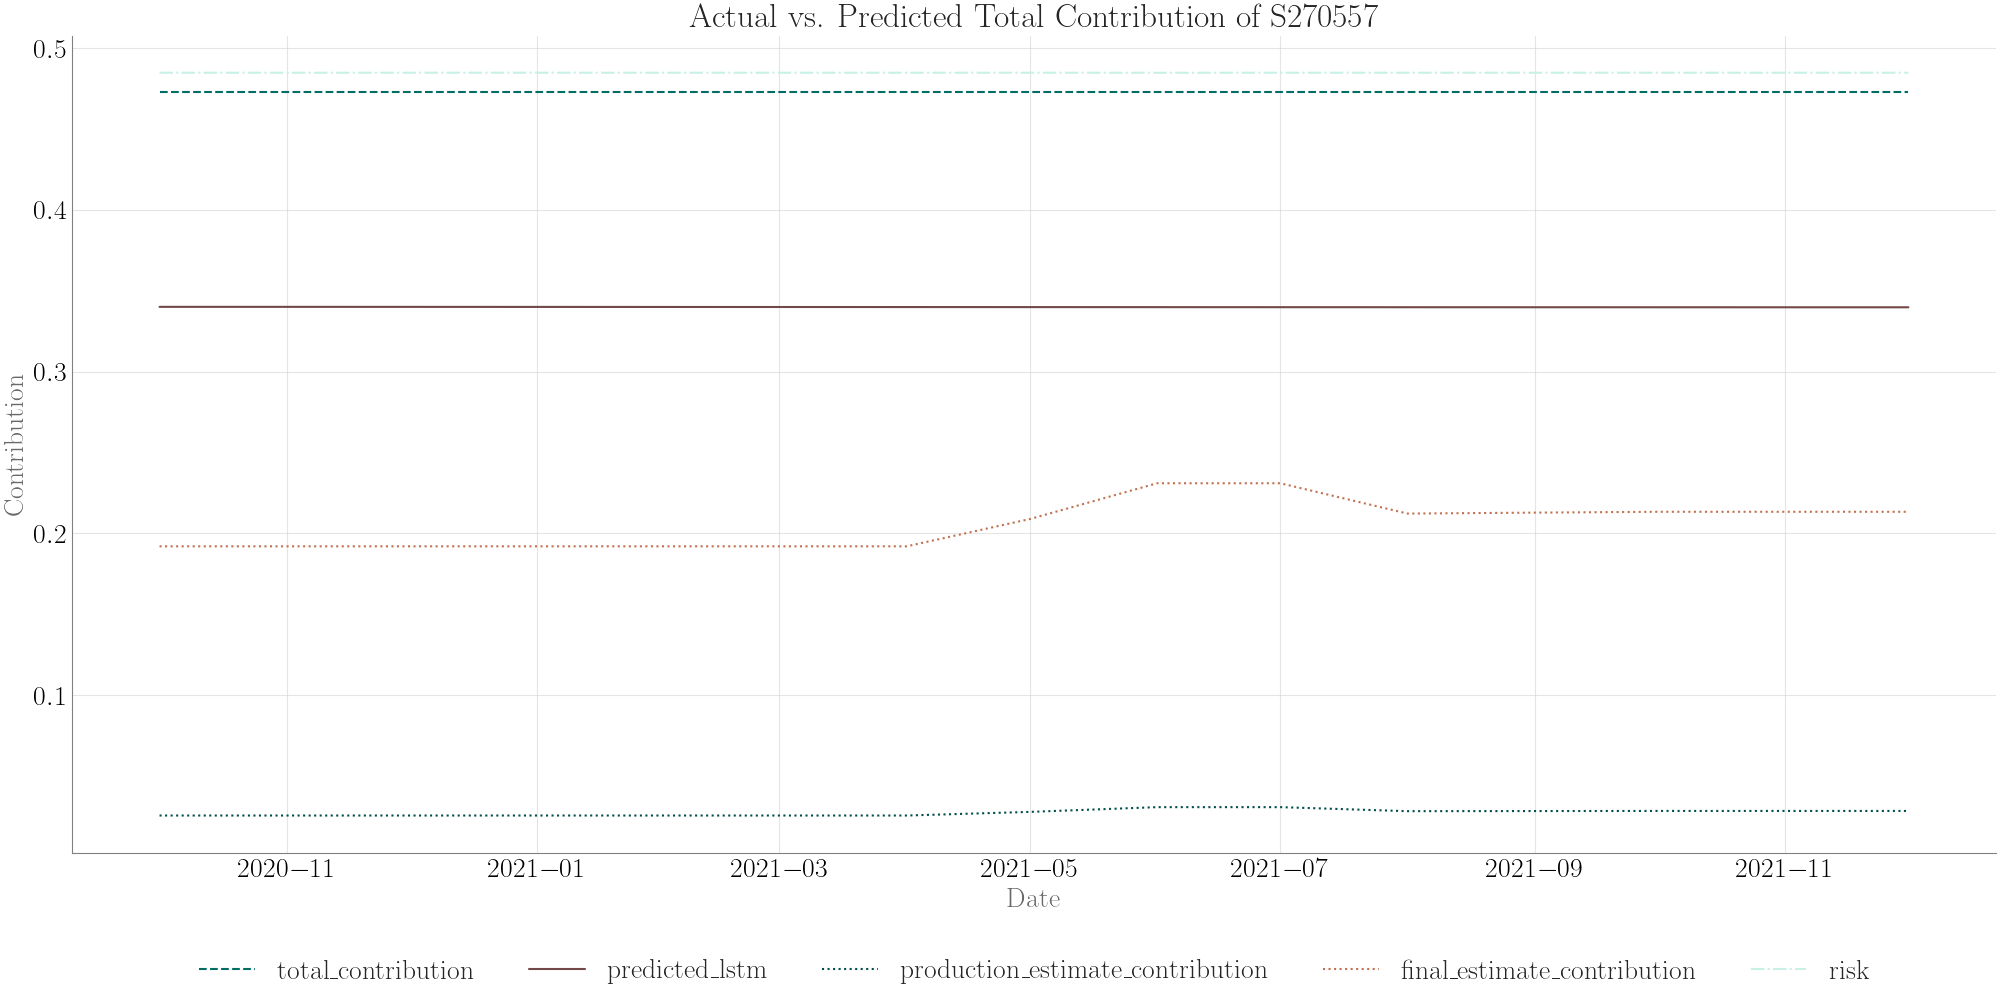 Actual vs. Predicted Total Contribution of S270557
0.5
0.4
0.3
0.2
0.1
Contribution
2020−11 2021−01 2021−03 2021−05 2021−07 2021−09 2021−11
Date
total_contribution predicted_lstm production_estimate_contribution final_estimate_contribution risk